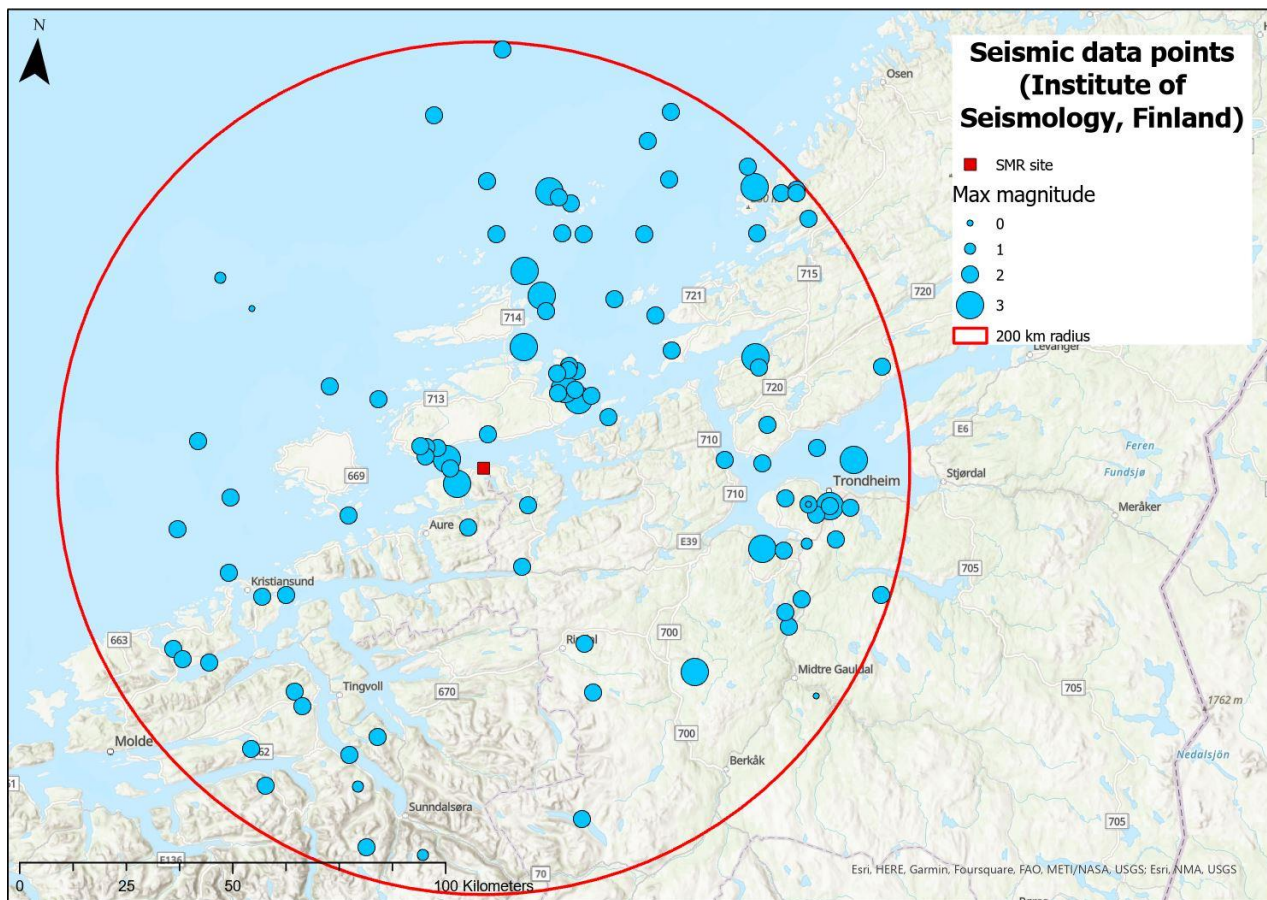 N
Seismic data points
(Institute of
Seismology, Finland)
SMR site
Max magnitude
0
1
2
3
200 km radius
Osen
715
720
721
714
Levanger
720
713
E6
Feren
710
Fundsjø
669
Trondheim
Stjørdal
710
Meråker
Aure
E39
705
Kristiansund
663
700
Midtre Gauldal
Tingvoll
670
705
1762 m
Molde
62
700
Nedalsjön
Berkåk
Sunndalsøra
705
E136
70
0
25
50
100 Kilometers
Esri, HERE, Garmin, Foursquare, FAO, METI/NASA, USGS; Esri, NMA, USGS